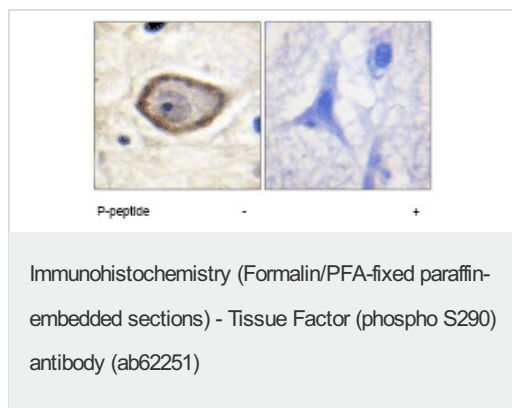 P-peptide - +
Immunohistochemistry (Formalin/PFA-fixed paraffin-
embedded sections) - Tissue Factor (phospho S290)
antibody (ab62251)